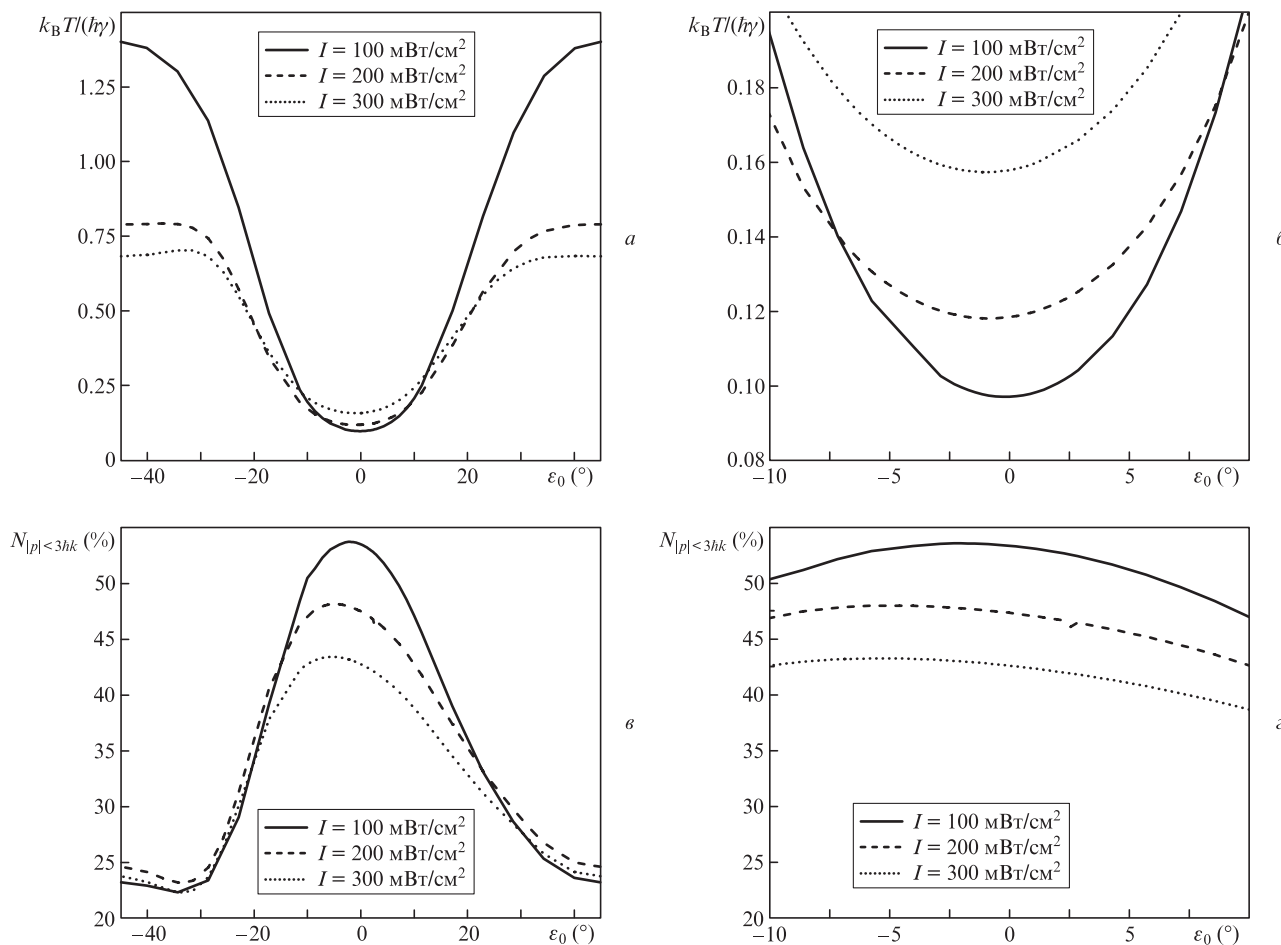 k_B T/(ħγ)
I = 100 мВт/см²
I = 200 мВт/см²
I = 300 мВт/см²
1.25
1.00
0.75
0.50
0.25
0
−40
−20
0
20
ε₀ (°)
а
k_B T/(ħγ)
I = 100 мВт/см²
I = 200 мВт/см²
I = 300 мВт/см²
0.18
0.16
0.14
0.12
0.10
0.08
−10
−5
0
5
ε₀ (°)
б
N_|p|<3ħk (%)
50
45
40
35
30
25
20
I = 100 мВт/см²
I = 200 мВт/см²
I = 300 мВт/см²
−40
−20
0
20
ε₀ (°)
в
N_|p|<3ħk (%)
50
45
40
35
30
25
20
I = 100 мВт/см²
I = 200 мВт/см²
I = 300 мВт/см²
−10
−5
0
5
ε₀ (°)
г